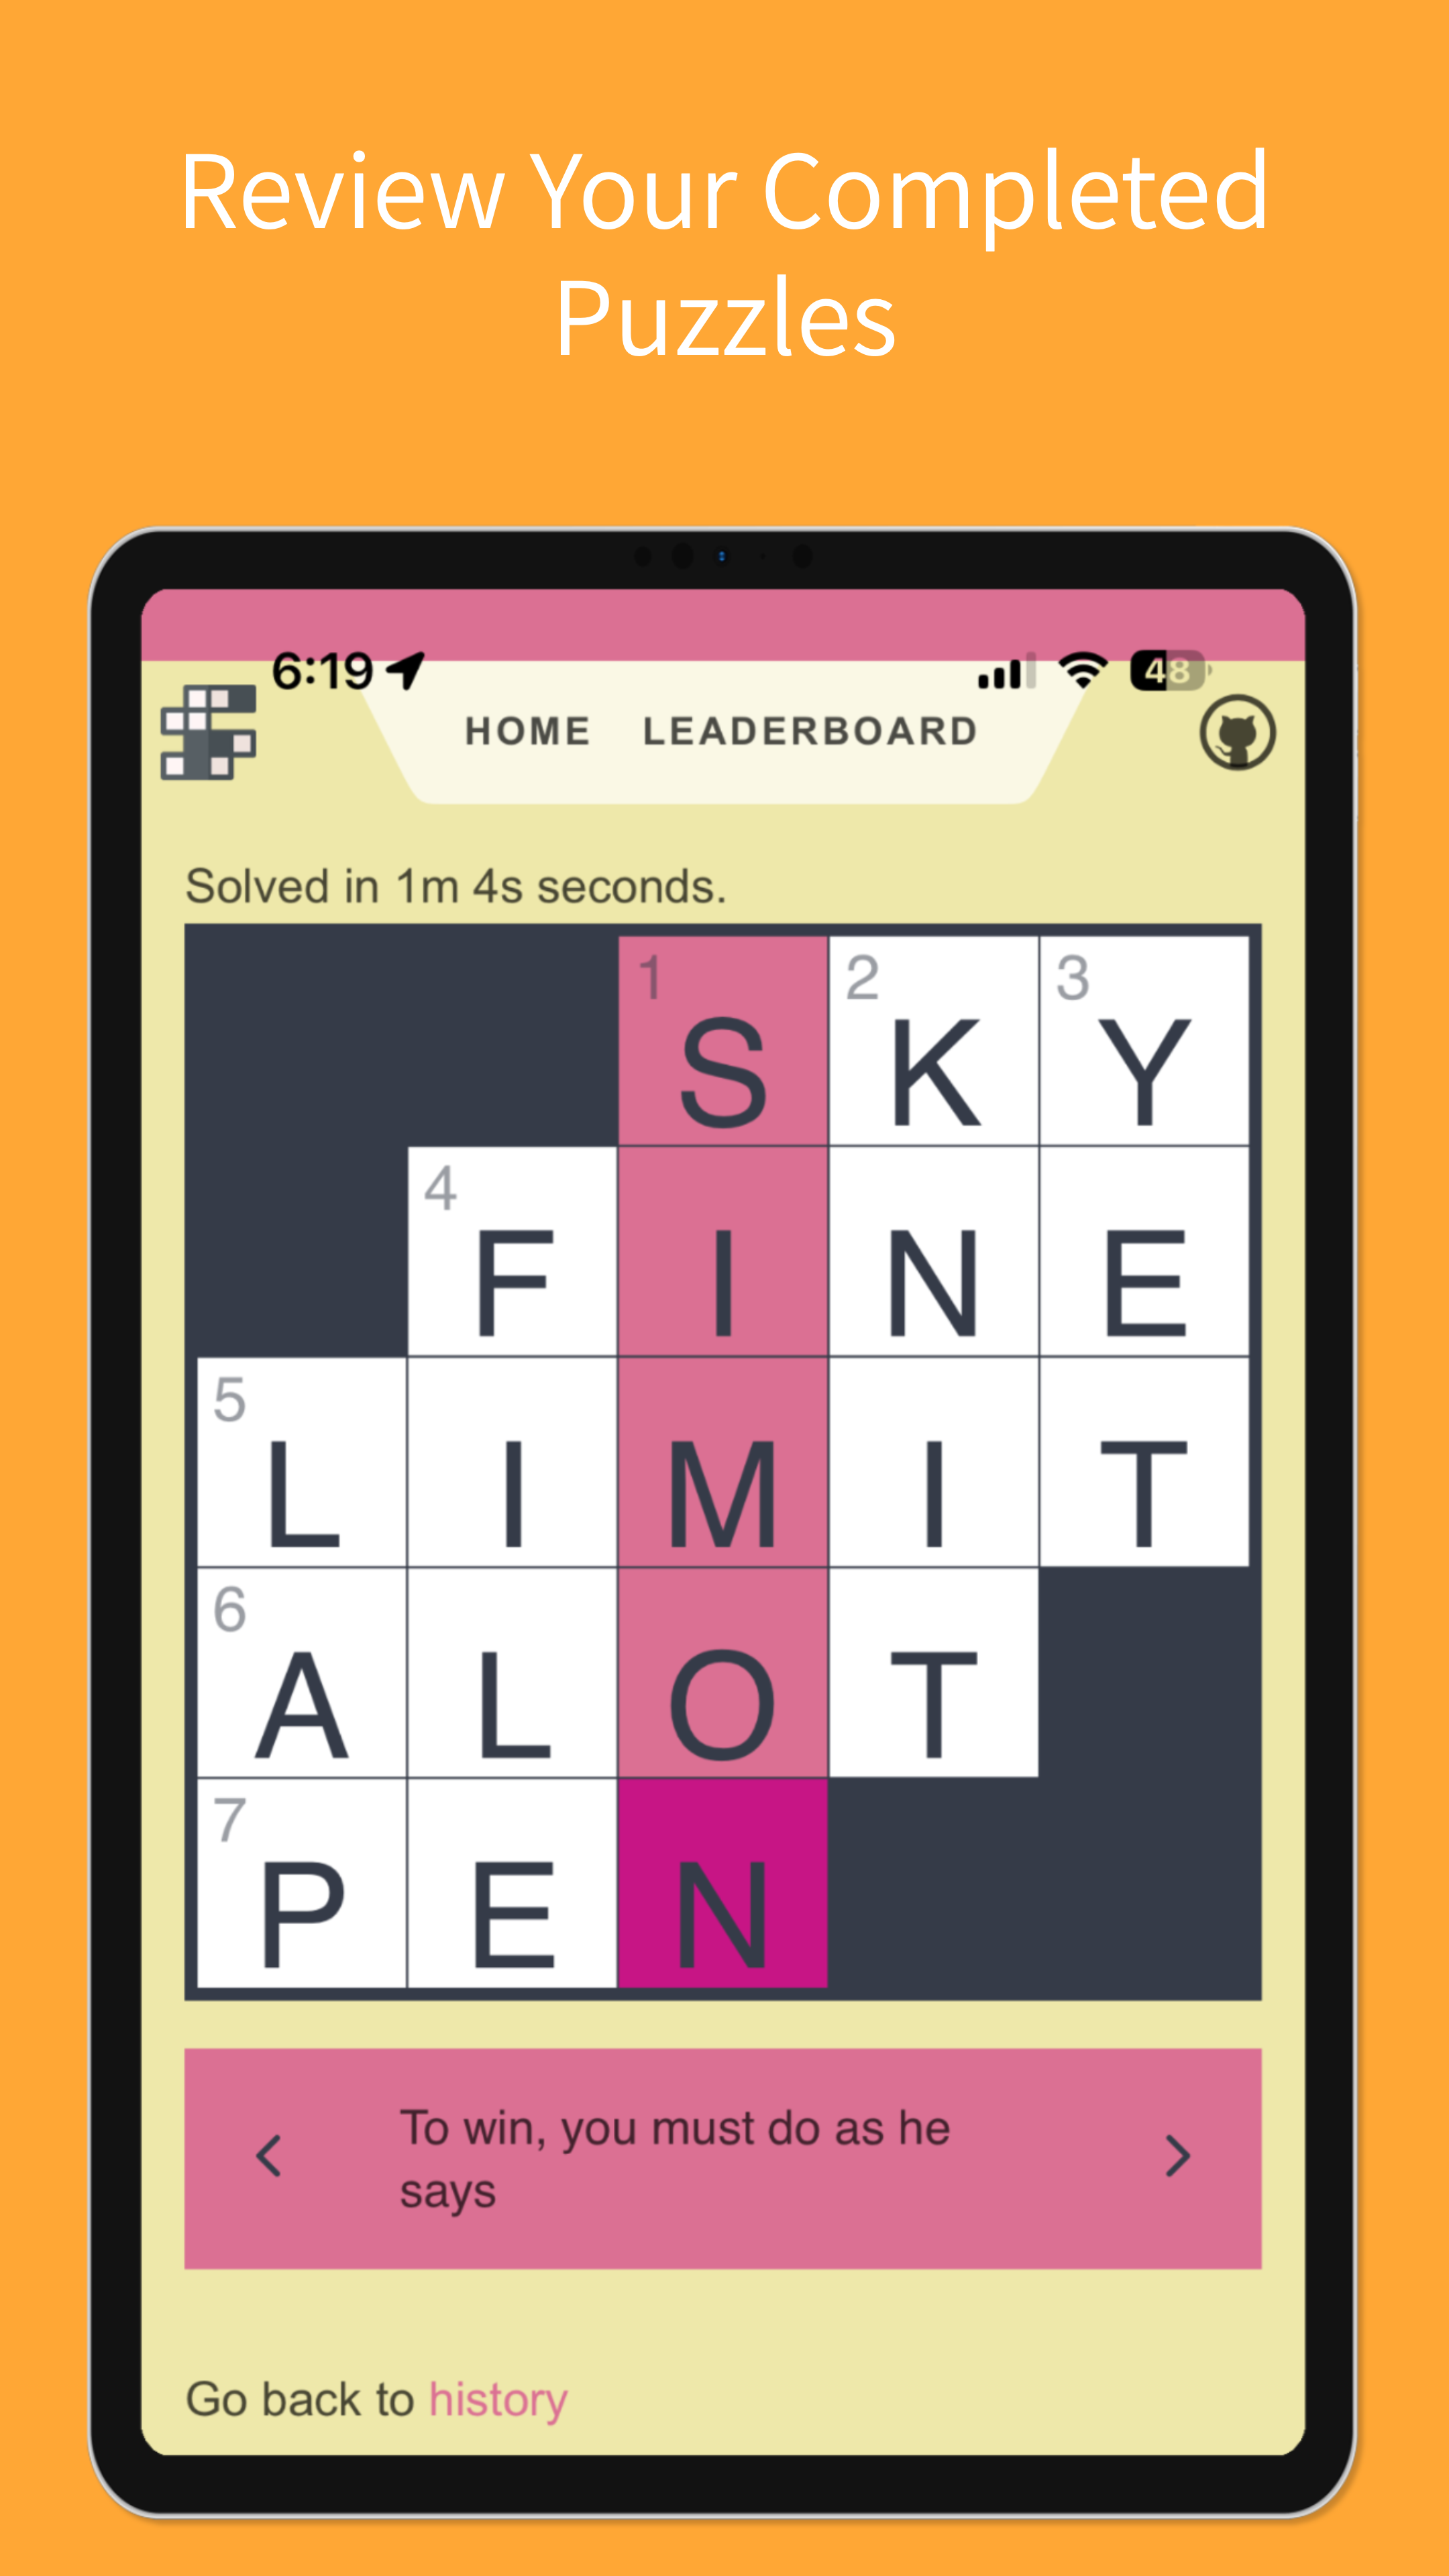 Review Your Completed
Puzzles
6:19
48
HOME LEADERBOARD
Solved in 1m 4s seconds.
1 S 2 K 3 Y
4 F I N E
5 L I M I T
6 A L O T
7 P E N
To win, you must do as he
says
Go back to history